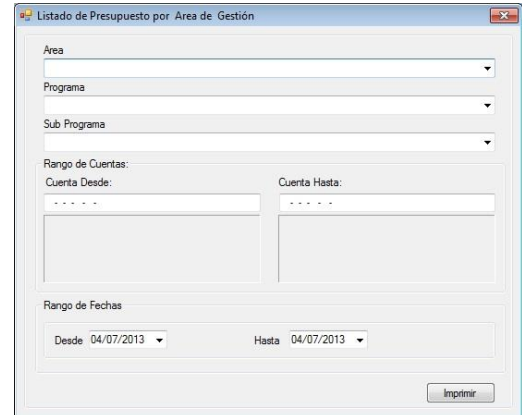 Listado de Presupuesto por Area de Gestión
Area
Programa
Sub Programa
Rango de Cuentas:
Cuenta Desde: Cuenta Hasta:
- - - - - - - - - -
Rango de Fechas
Desde 04/07/2013 Hasta 04/07/2013
Imprimir